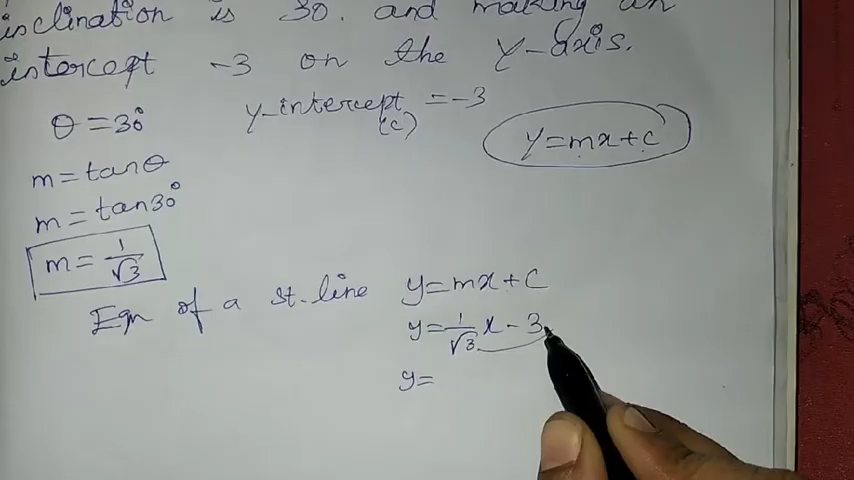 inclination is 30. and making an
intercept -3 on the Y-axis.
θ = 30° y-intercept = -3
(c)
y=mx+c
m = tanθ
m = tan30°
m = 1/√3
Eqn of a st. line y=mx+c
y= 1/√3 x - 3
y=